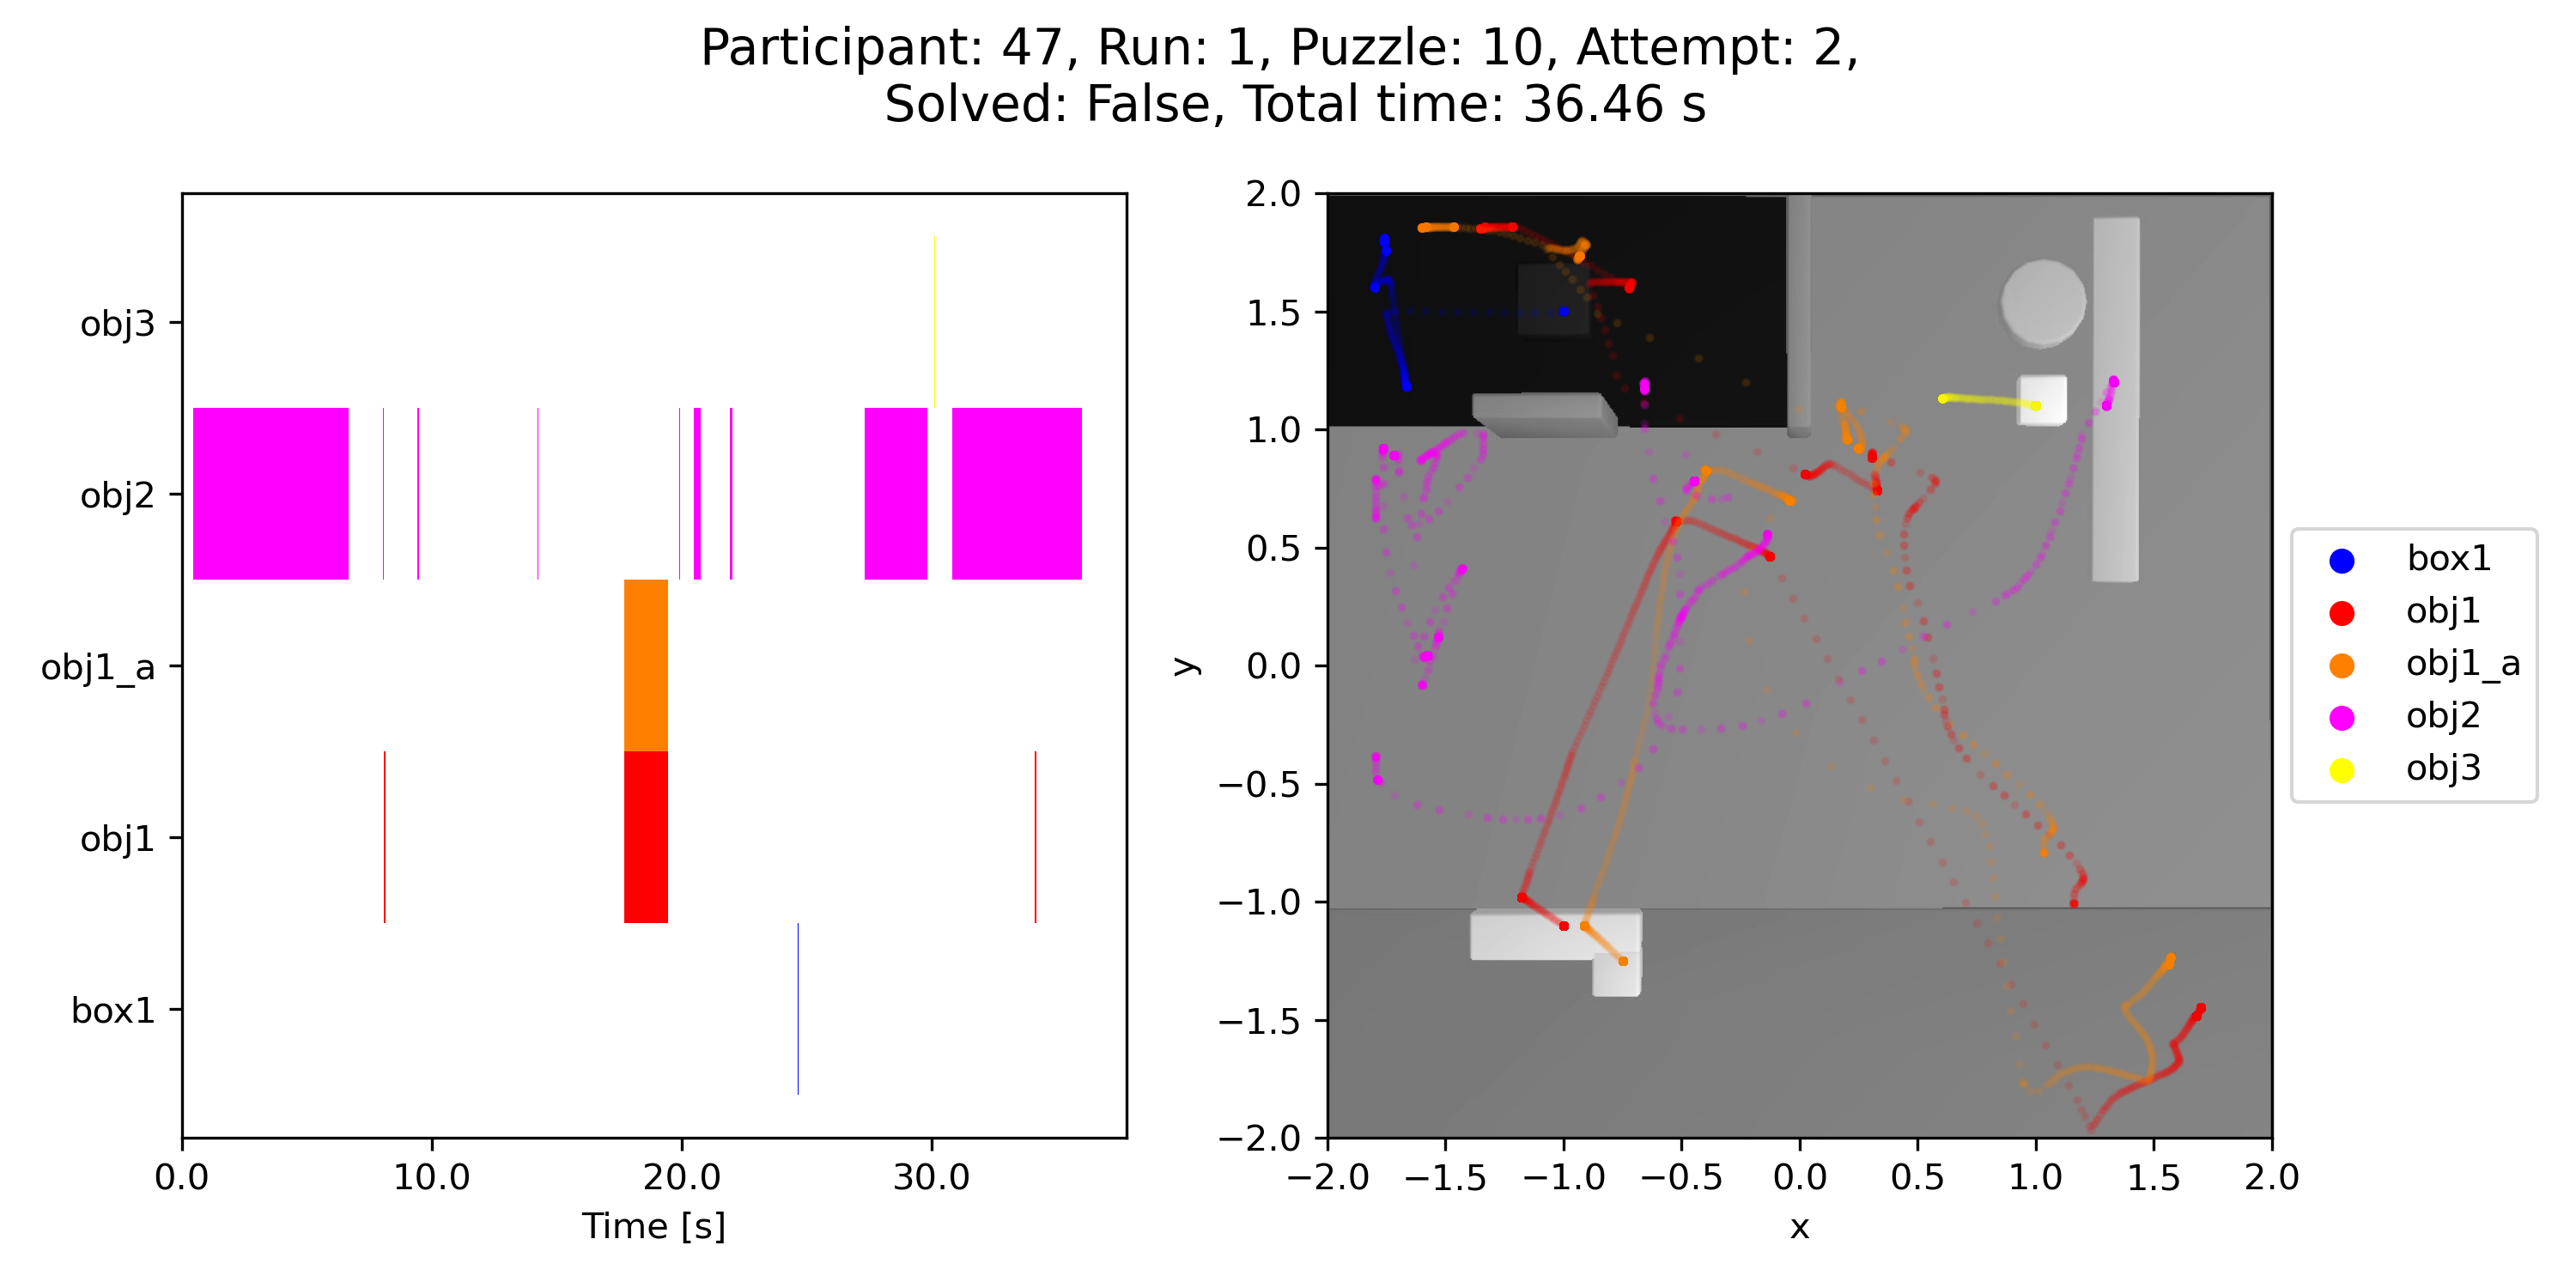 Participant: 47, Run: 1, Puzzle: 10, Attempt: 2,
Solved: False, Total time: 36.46 s
obj3
obj2
obj1_a
obj1
box1
0.0 10.0 20.0 30.0
Time [s]
2.0
1.5
1.0
0.5
0.0
−0.5
−1.0
−1.5
−2.0
y
−2.0 −1.5 −1.0 −0.5 0.0 0.5 1.0 1.5 2.0
x
box1
obj1
obj1_a
obj2
obj3